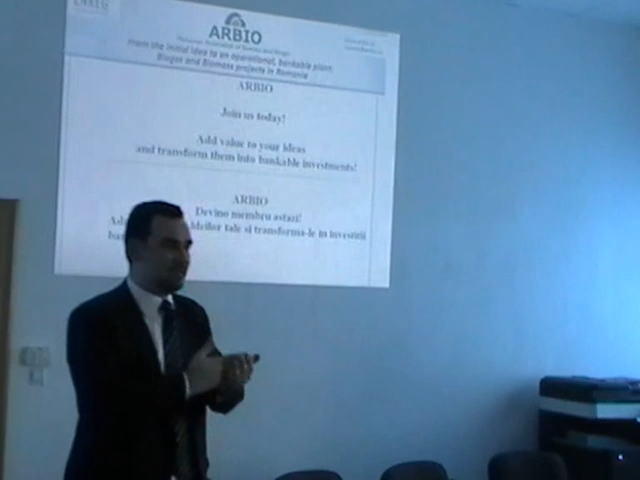 ARBIO
From the initial idea to an operational, bankable plant:
Biogas and Biomass projects in Romania
ARBIO
Join us today!
Add value to your ideas
and transform them into bankable investments!
ARBIO
Devino membru astazi!
ideilor tale si transforma-le in investitii